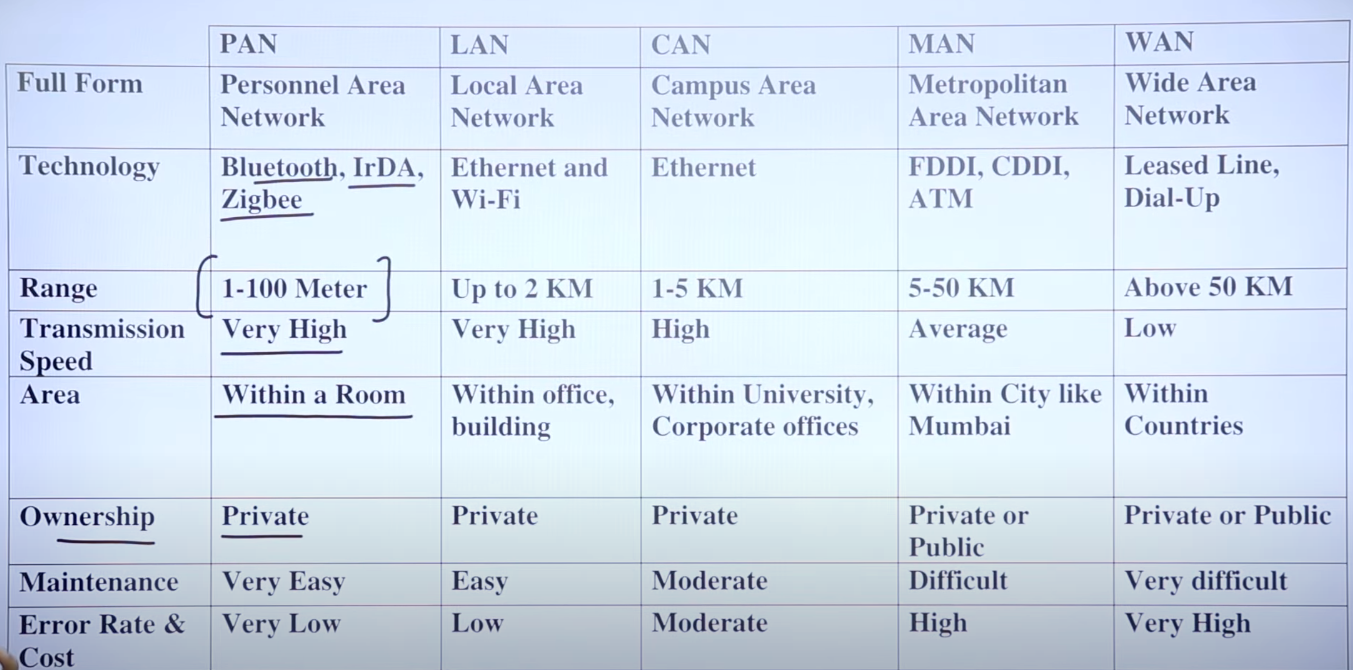 PAN LAN CAN MAN WAN
Full Form Personnel Area Local Area Campus Area Metropolitan Wide Area
Network Network Network Area Network Network
Technology Bluetooth, IrDA, Ethernet and Ethernet FDDI, CDDI, Leased Line,
Zigbee Wi-Fi ATM Dial-Up
Range 1-100 Meter Up to 2 KM 1-5 KM 5-50 KM Above 50 KM
Transmission Very High Very High High Average Low
Speed
Area Within a Room Within office, Within University, Within City like Within
building Corporate offices Mumbai Countries
Ownership Private Private Private Private or Private or Public
Public
Maintenance Very Easy Easy Moderate Difficult Very difficult
Error Rate & Very Low Low Moderate High Very High
Cost